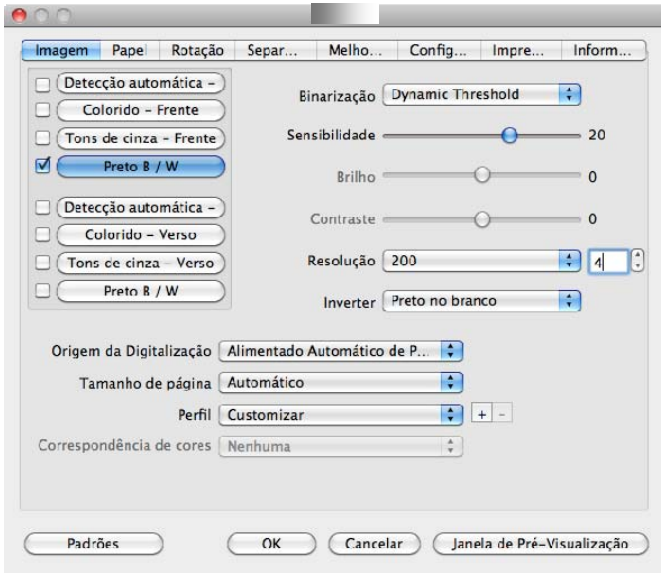 Imagem Papel Rotação Separ... Melho... Config... Impre... Inform...
Detecção automática –
Colorido – Frente
Tons de cinza – Frente
Preto B / W
Detecção automática –
Colorido – Verso
Tons de cinza – Verso
Preto B / W
Binarização Dynamic Threshold
Sensibilidade 20
Brilho 0
Contraste 0
Resolução 200 4
Inverter Preto no branco
Origem da Digitalização Alimentado Automático de P...
Tamanho de página Automático
Perfil Customizar + -
Correspondência de cores Nenhuma
Padrões OK Cancelar Janela de Pré-Visualização